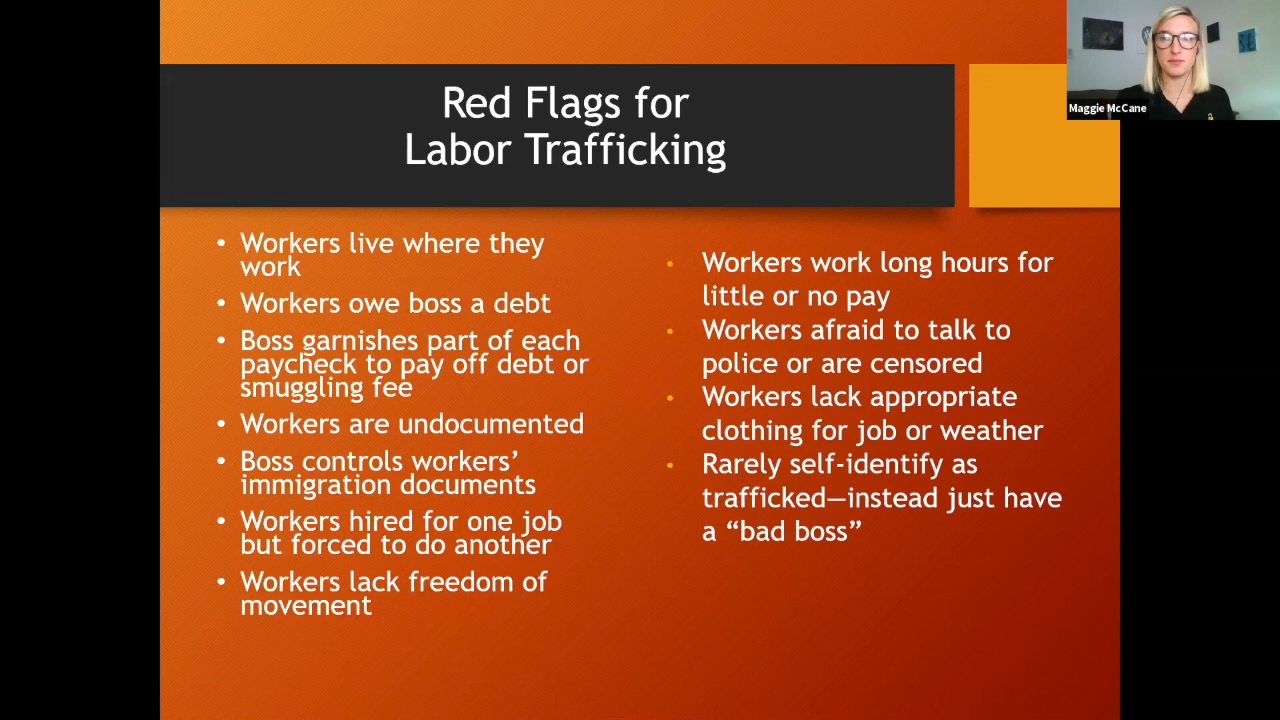 Red Flags for
Labor Trafficking
Maggie McCane
• Workers live where they
work
• Workers owe boss a debt
• Boss garnishes part of each
paycheck to pay off debt or
smuggling fee
• Workers are undocumented
• Boss controls workers’
immigration documents
• Workers hired for one job
but forced to do another
• Workers lack freedom of
movement
• Workers work long hours for
little or no pay
• Workers afraid to talk to
police or are censored
• Workers lack appropriate
clothing for job or weather
• Rarely self-identify as
trafficked—instead just have
a “bad boss”